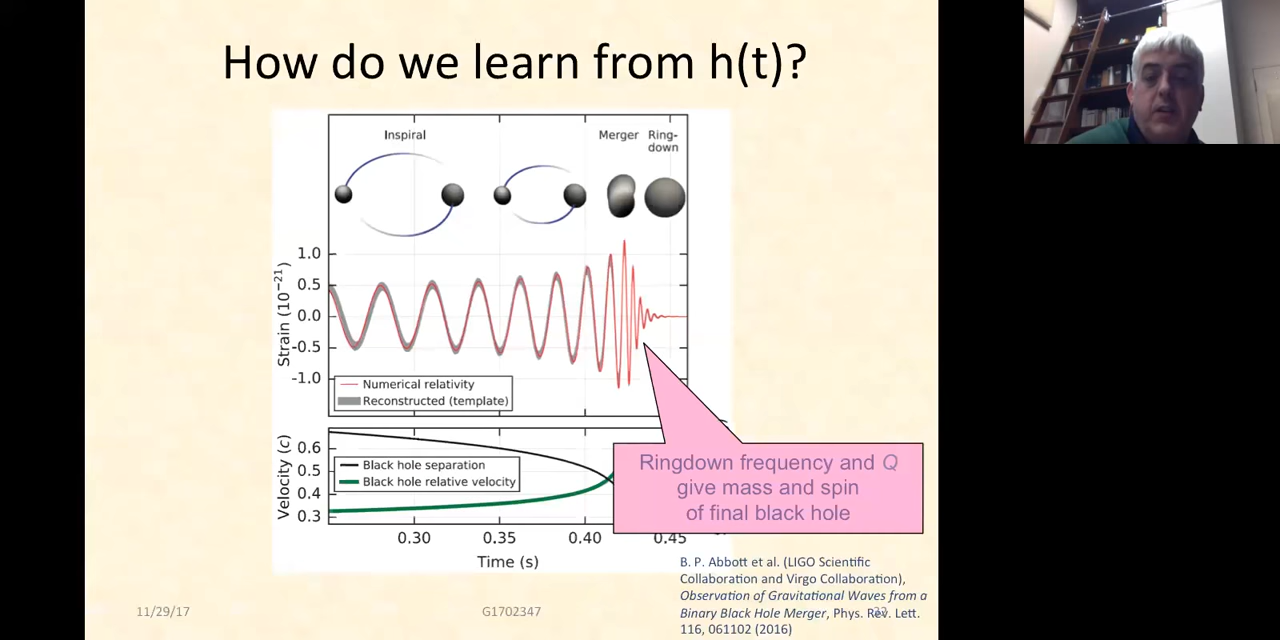 How do we learn from h(t)?
Inspiral
Merger
Ring-
down
Strain (10⁻²¹)
1.0
0.5
0.0
-0.5
-1.0
Numerical relativity
Reconstructed (template)
Velocity (c)
0.6
0.5
0.4
0.3
Black hole separation
Black hole relative velocity
Ringdown frequency and Q
give mass and spin
of final black hole
0.30
0.35
0.40
0.45
Time (s)
B. P. Abbott et al. (LIGO Scientific
Collaboration and Virgo Collaboration),
Observation of Gravitational Waves from a
Binary Black Hole Merger, Phys. Rev. Lett.
116, 061102 (2016)
11/29/17
G1702347